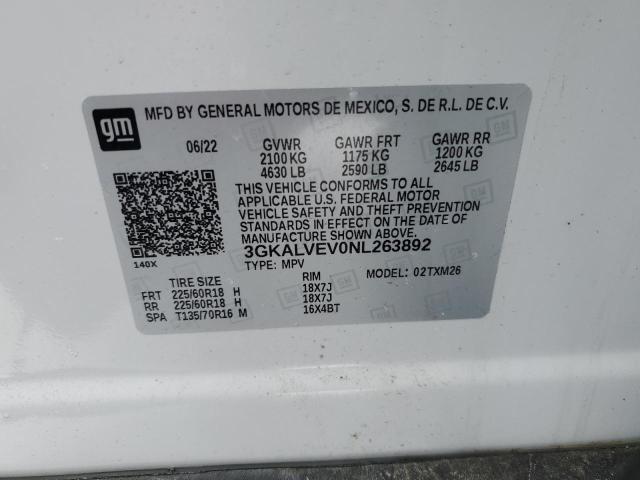 gm
MFD BY GENERAL MOTORS DE MEXICO, S. DE R.L. DE C.V.
06/22 GVWR GAWR FRT GAWR RR
2100 KG 1175 KG 1200 KG
4630 LB 2590 LB 2645 LB
THIS VEHICLE CONFORMS TO ALL
APPLICABLE U.S. FEDERAL MOTOR
VEHICLE SAFETY AND THEFT PREVENTION
STANDARDS IN EFFECT ON THE DATE OF
MANUFACTURE SHOWN ABOVE.
3GKALVEV0NL263892
140X TYPE: MPV MODEL: 02TXM26
TIRE SIZE RIM
FRT 225/60R18 H 18X7J
RR 225/60R18 H 18X7J
SPA T135/70R16 M 16X4BT